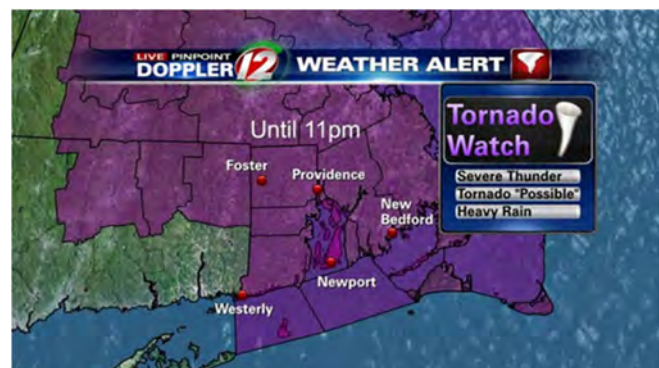 LIVE PINPOINT
DOPPLER 12 WEATHER ALERT
Until 11pm
Tornado
Watch
Severe Thunder
Tornado "Possible"
Heavy Rain
Foster
Providence
New
Bedford
Newport
Westerly